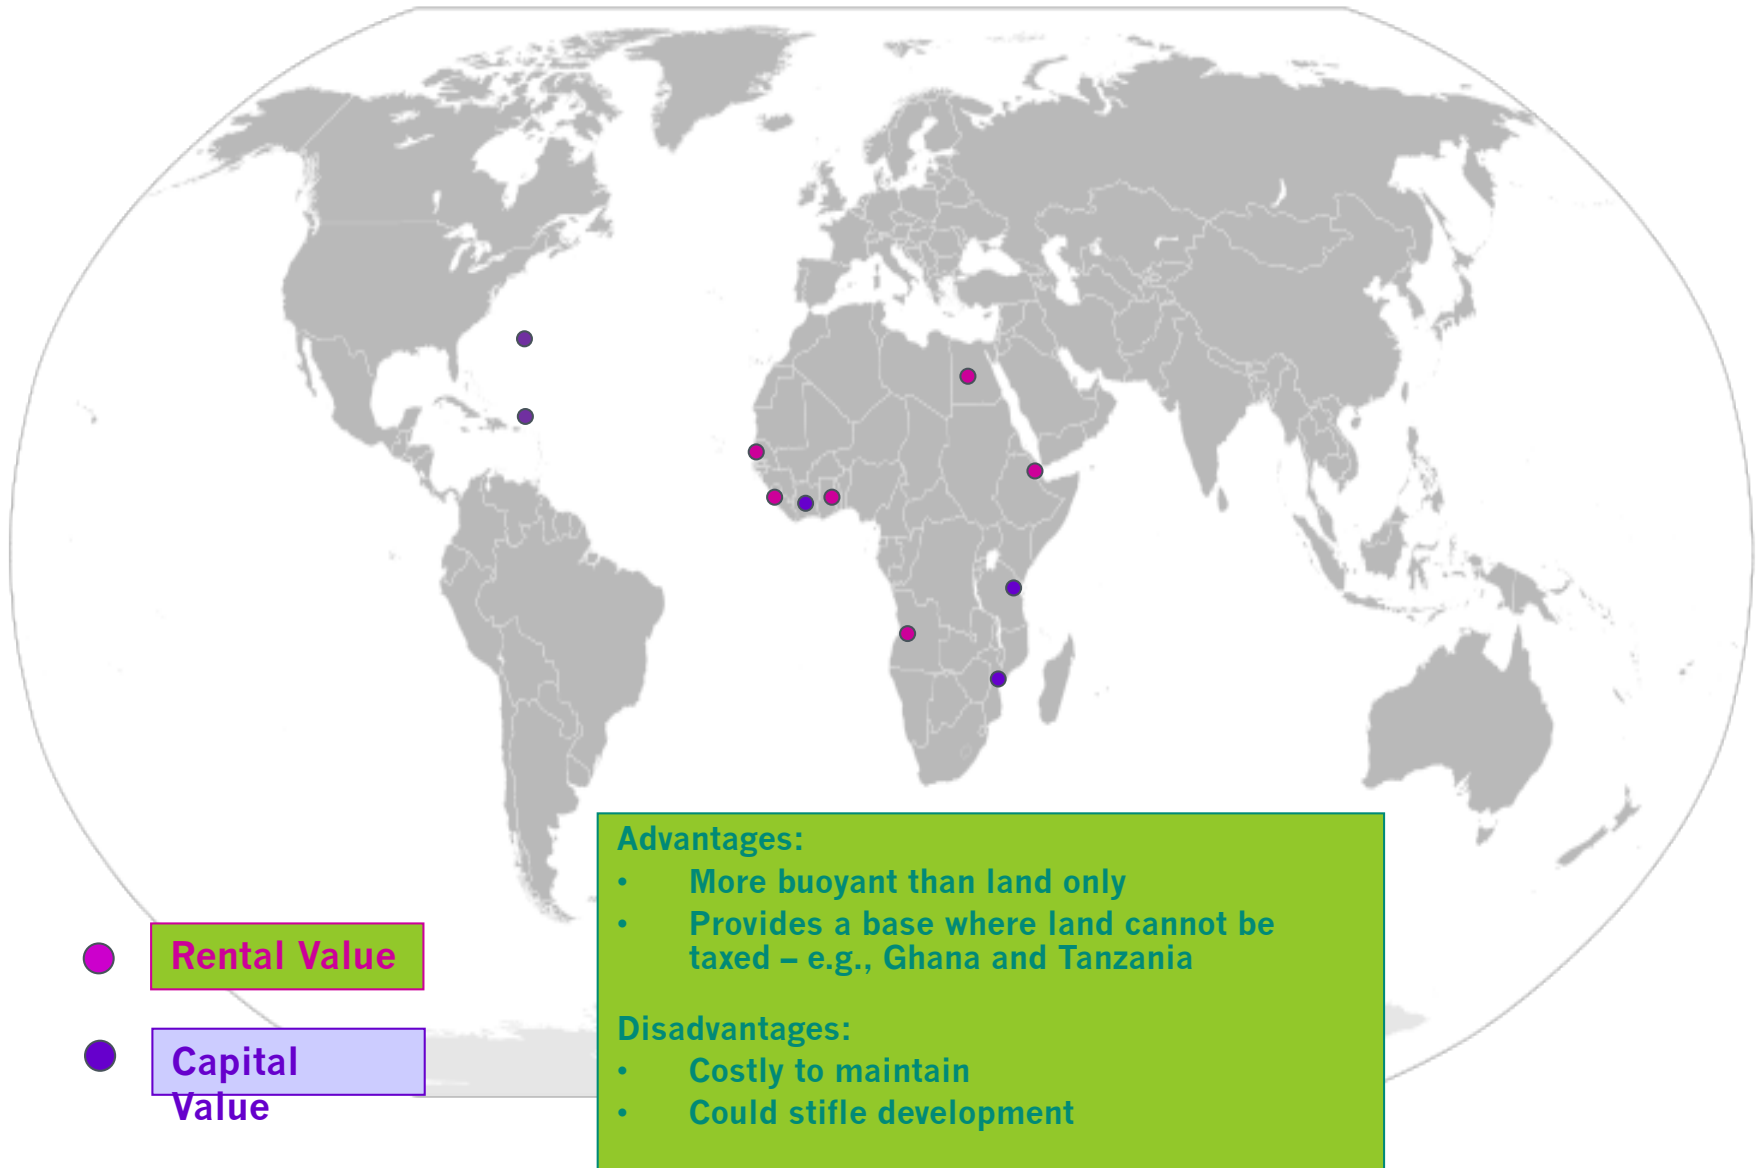 Advantages:
• More buoyant than land only
• Provides a base where land cannot be
taxed – e.g., Ghana and Tanzania
Disadvantages:
• Costly to maintain
• Could stifle development
Rental Value
Capital
Value